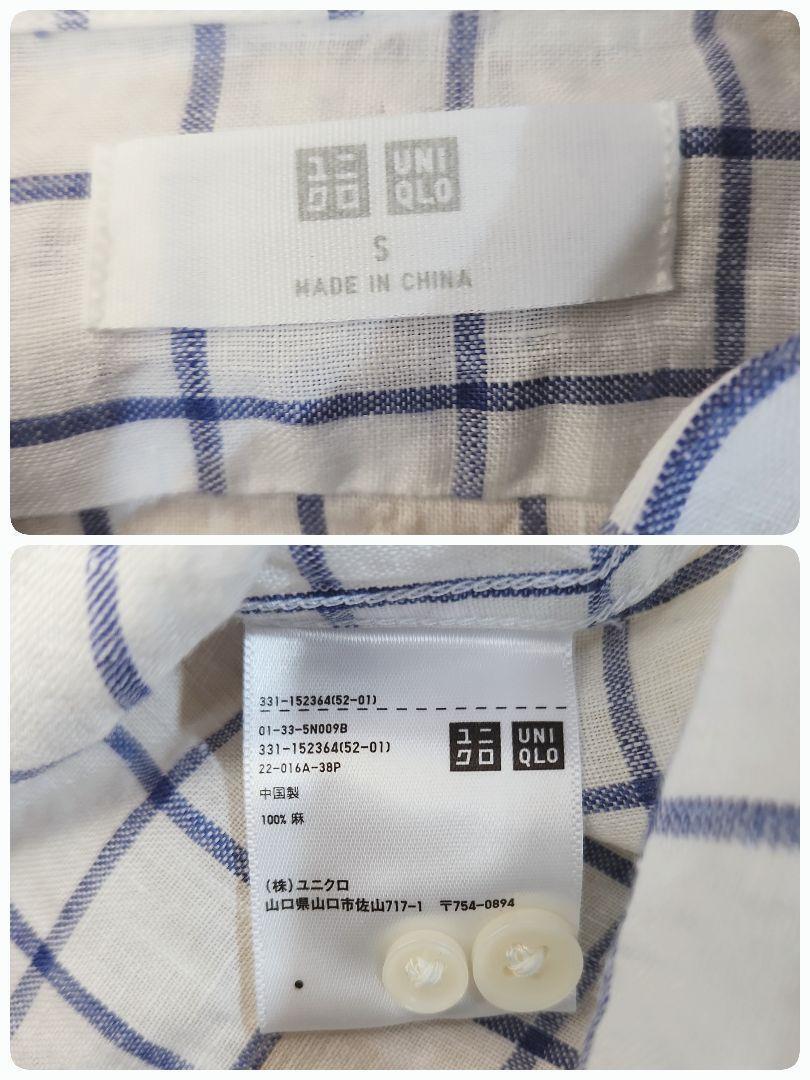 ユニ UNI
クロ QLO
S
MADE IN CHINA
331-152364(52-01)
01-33-5N009B
331-152364(52-01)
22-016A-38P
ユニ UNI
クロ QLO
中国製
100% 麻
(株)ユニクロ
山口県山口市佐山717-1 〒754-0894